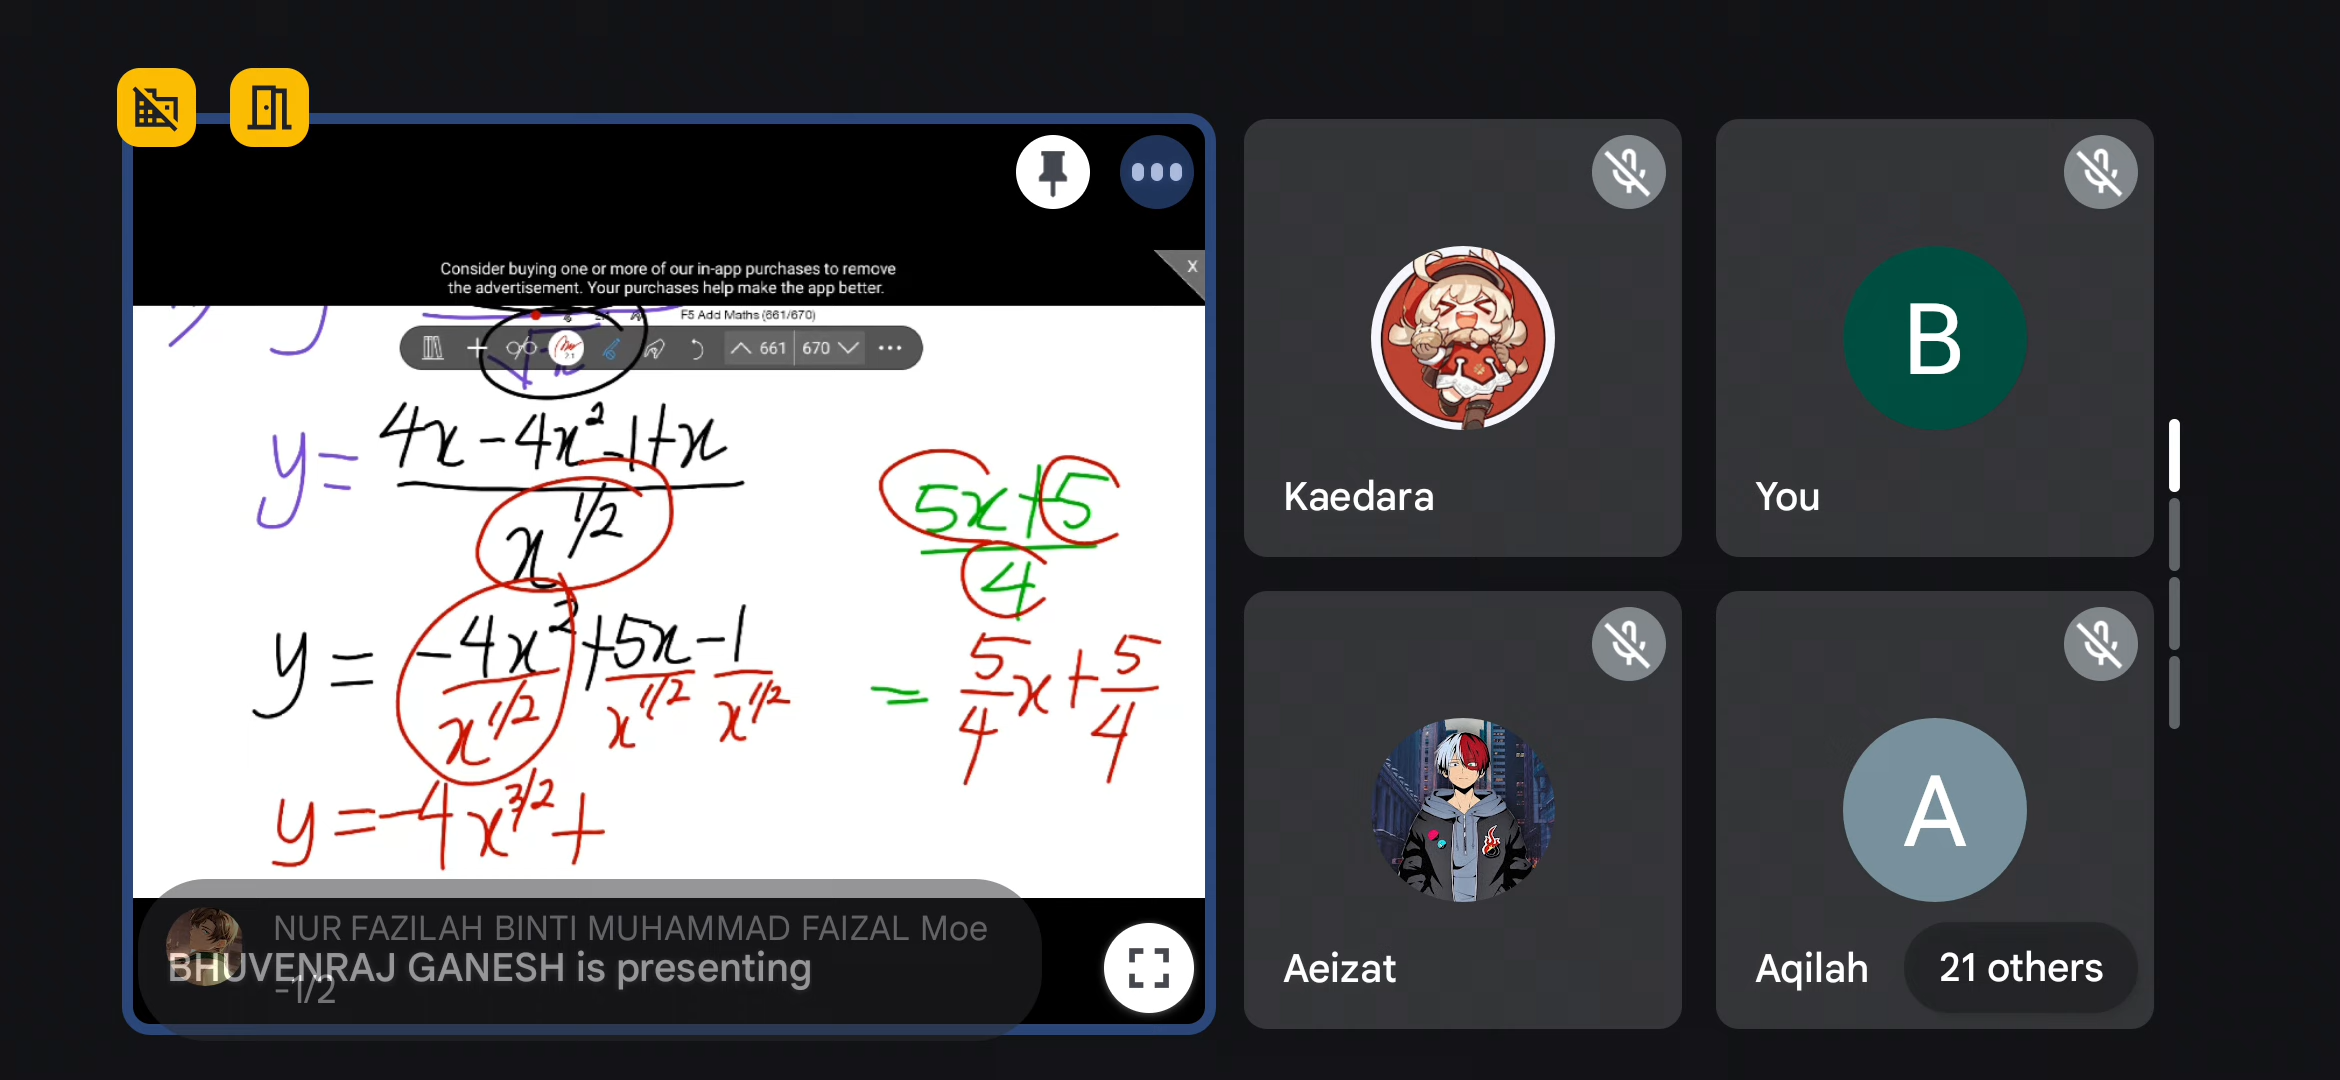 Consider buying one or more of our in-app purchases to remove
the advertisement. Your purchases help make the app better.
X
F5 Add Maths (661/670)
661 670
y = (4x - 4x² - 1 + x) / x^1/2
y = -4x²/x^1/2 + 5x/x^1/2 - 1/x^1/2
y = -4x^3/2 +
(5x + 5) / 4
= 5/4 x + 5/4
NUR FAZILAH BINTI MUHAMMAD FAIZAL Moe
-1/2
BHUVENRAJ GANESH is presenting
Kaedara
B
You
Aeizat
A
Aqilah
21 others